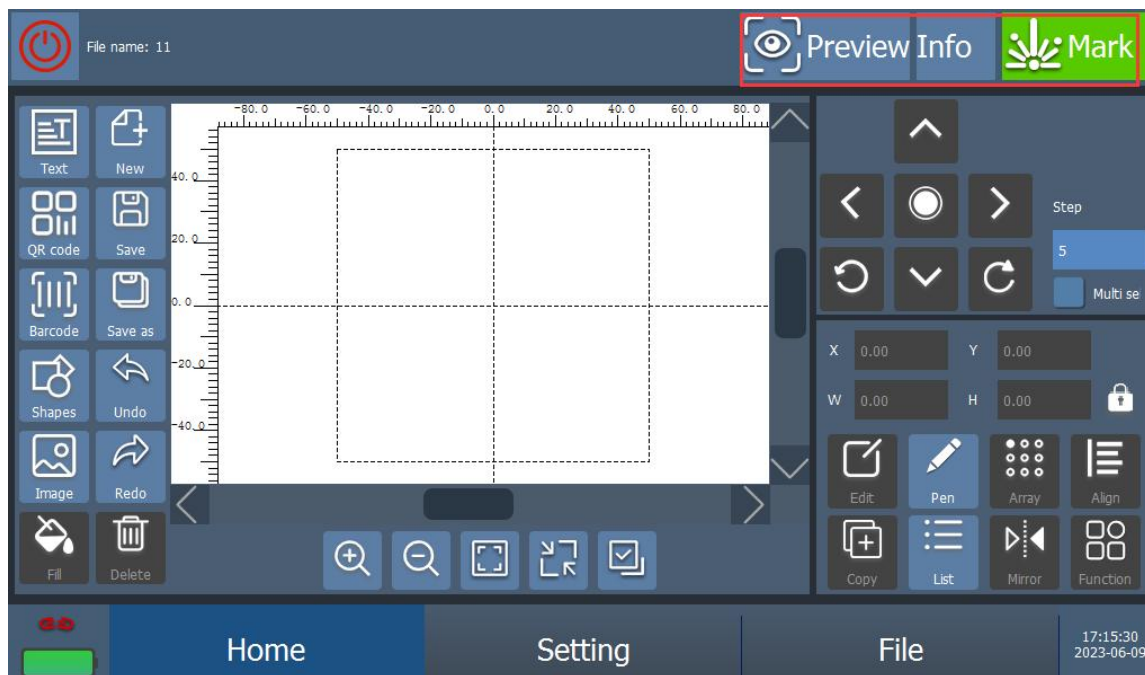 File name: 11
Preview
Info
Mark
Text
New
QR code
Save
Barcode
Save as
Shapes
Undo
Image
Redo
Fill
Delete
-80.0 -60.0 -40.0 -20.0 0.0 20.0 40.0 60.0 80.0
40.0
20.0
0.0
-20.0
-40.0
Step
5
Multi se
X 0.00 Y 0.00
W 0.00 H 0.00
Edit
Pen
Array
Align
Copy
List
Mirror
Function
Home
Setting
File
17:15:30
2023-06-09